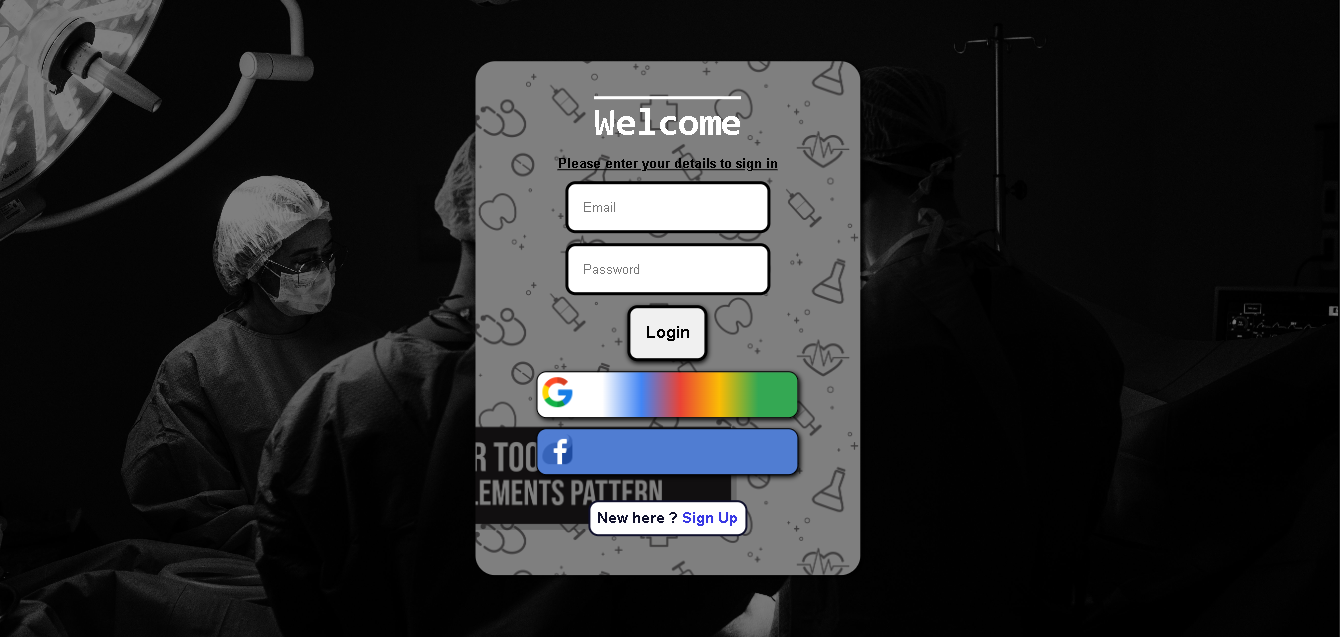 Welcome
Please enter your details to sign in
Email
Password
Login
G
f
R TOO
LEMENTS PATTERN
New here ? Sign Up